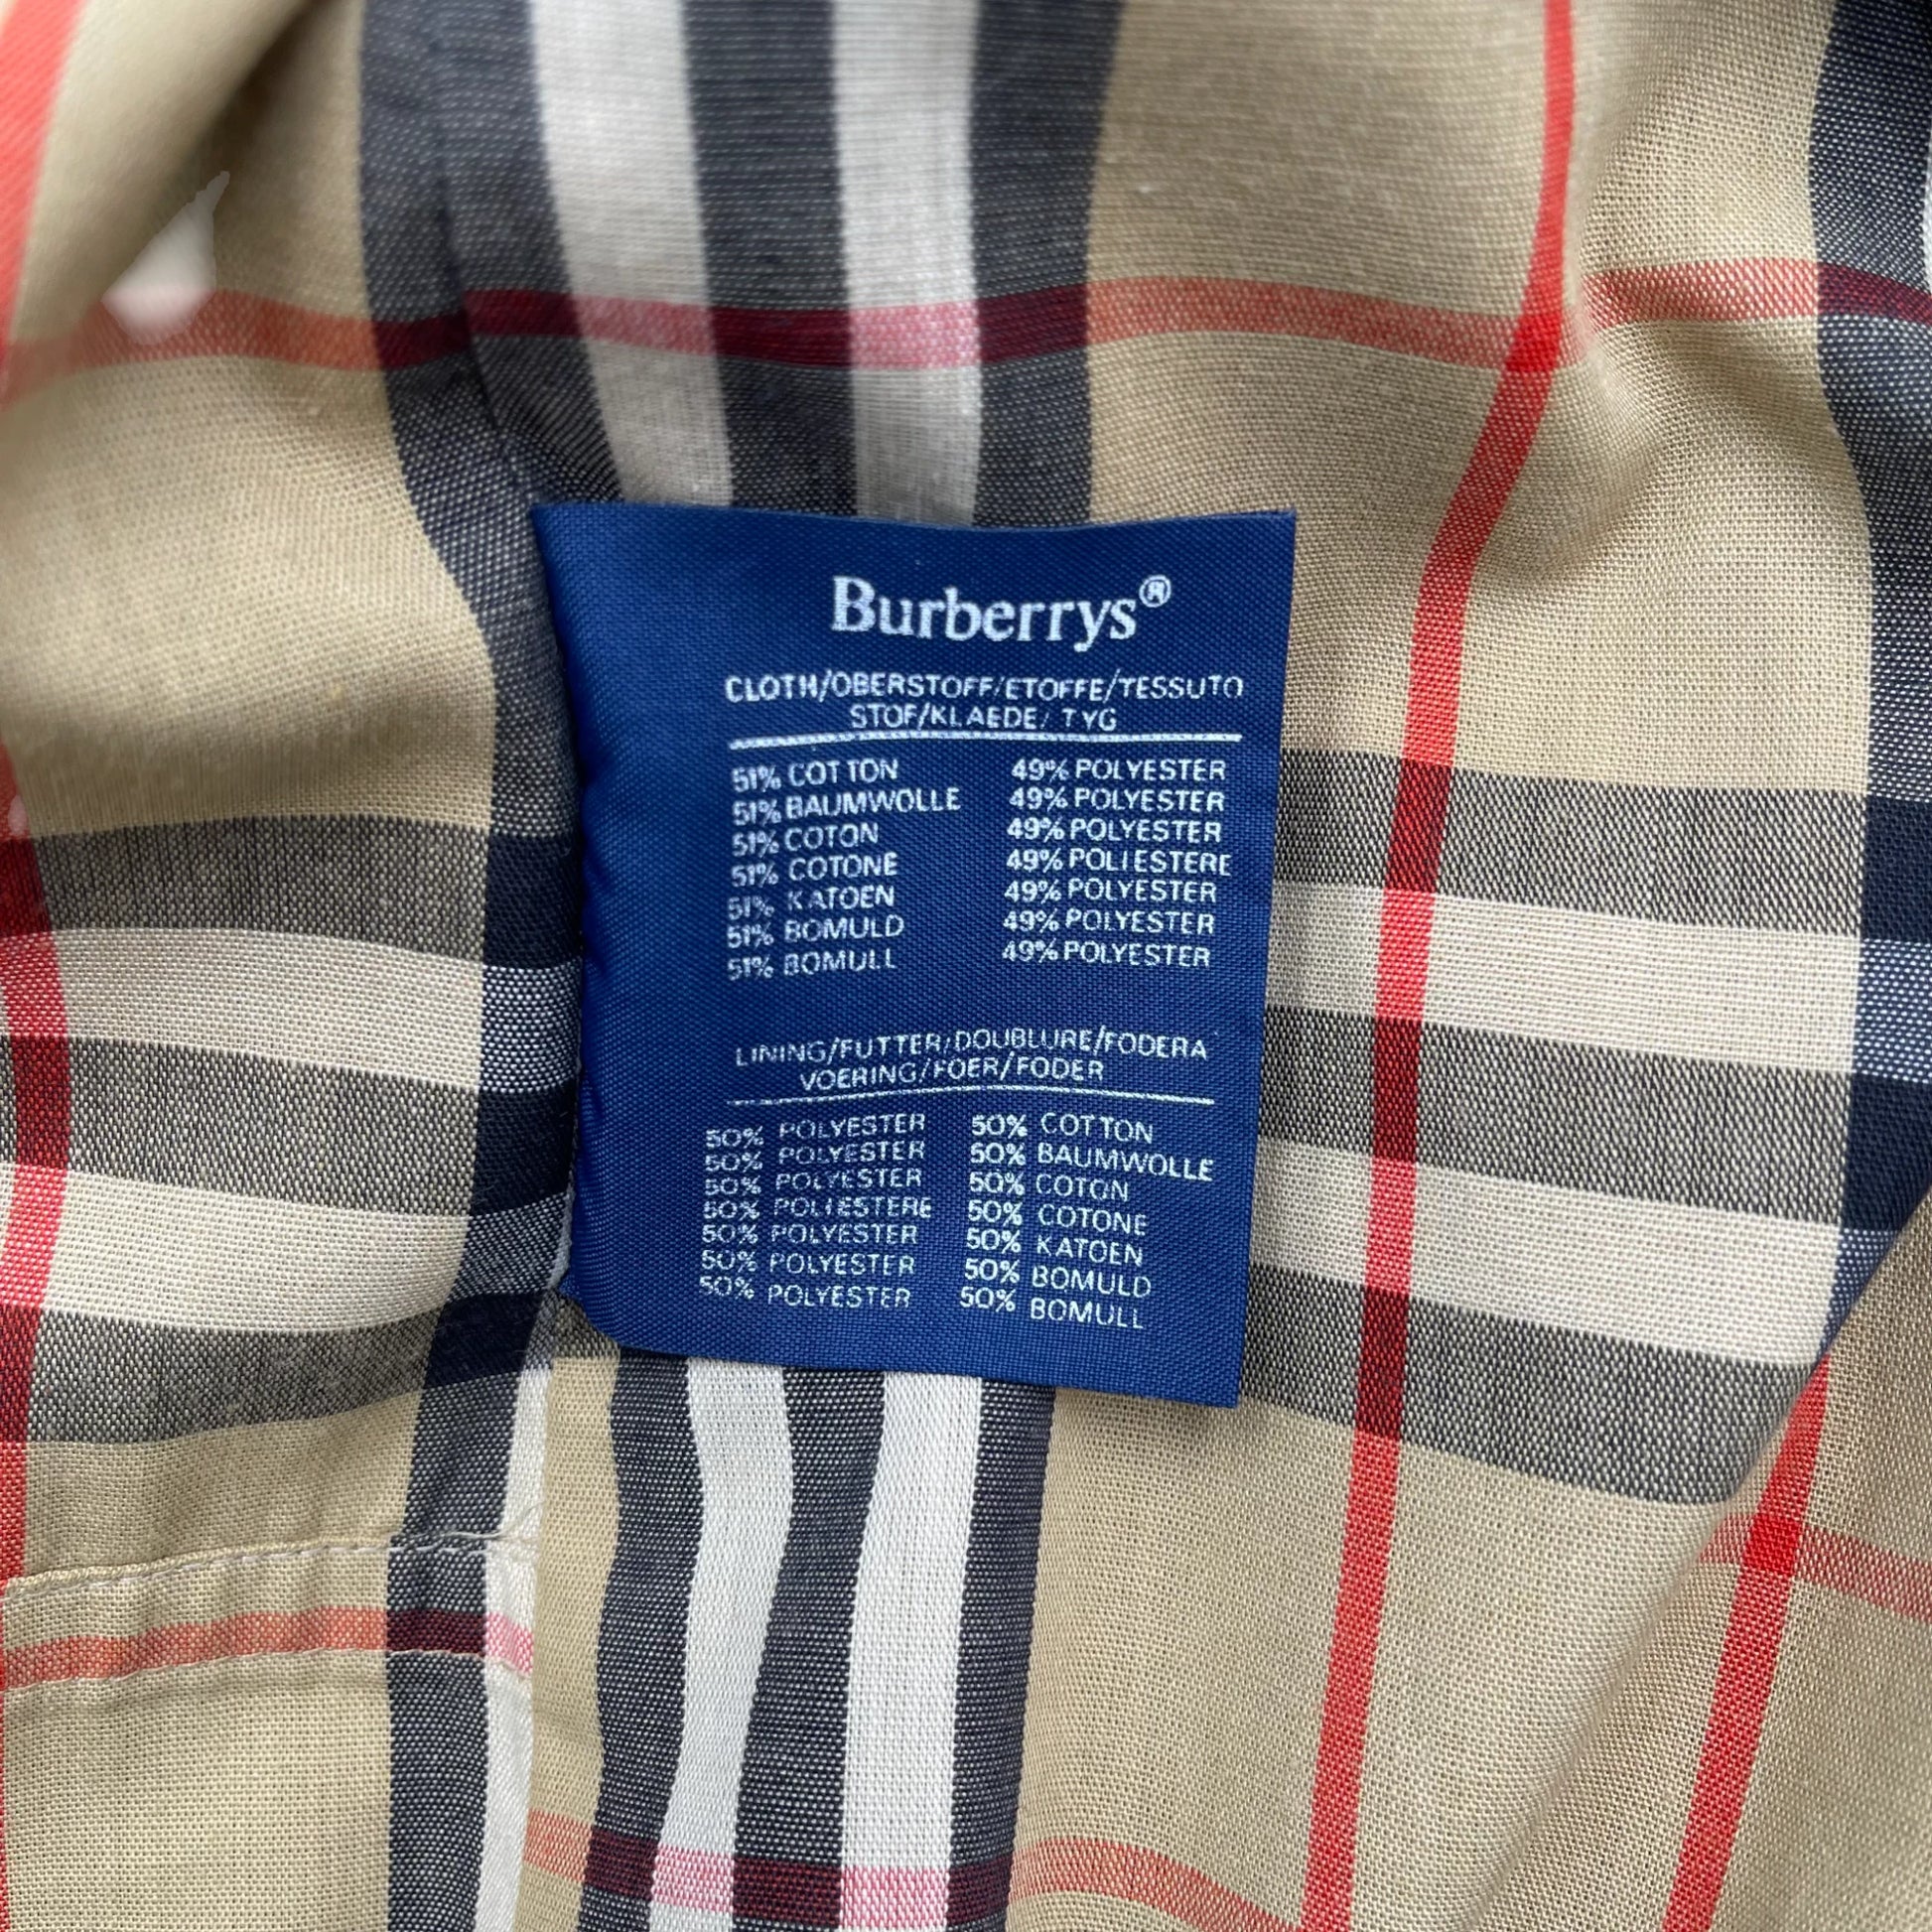 Burberrys®
CLOTH/OBERSTOFF/ETOFFE/TESSUTO
STOF/KLAEDE/TYG
51% COTTON 49% POLYESTER
51% BAUMWOLLE 49% POLYESTER
51% COTON 49% POLYESTER
51% COTONE 49% POLIESTERE
51% KATOEN 49% POLYESTER
51% BOMULD 49% POLYESTER
51% BOMULL 49% POLYESTER
LINING/FUTTER/DOUBLURE/FODERA
VOERING/FOER/FODER
50% POLYESTER 50% COTTON
50% POLYESTER 50% BAUMWOLLE
50% POLYESTER 50% COTON
50% POLIESTERE 50% COTONE
50% POLYESTER 50% KATOEN
50% POLYESTER 50% BOMULD
50% POLYESTER 50% BOMULL